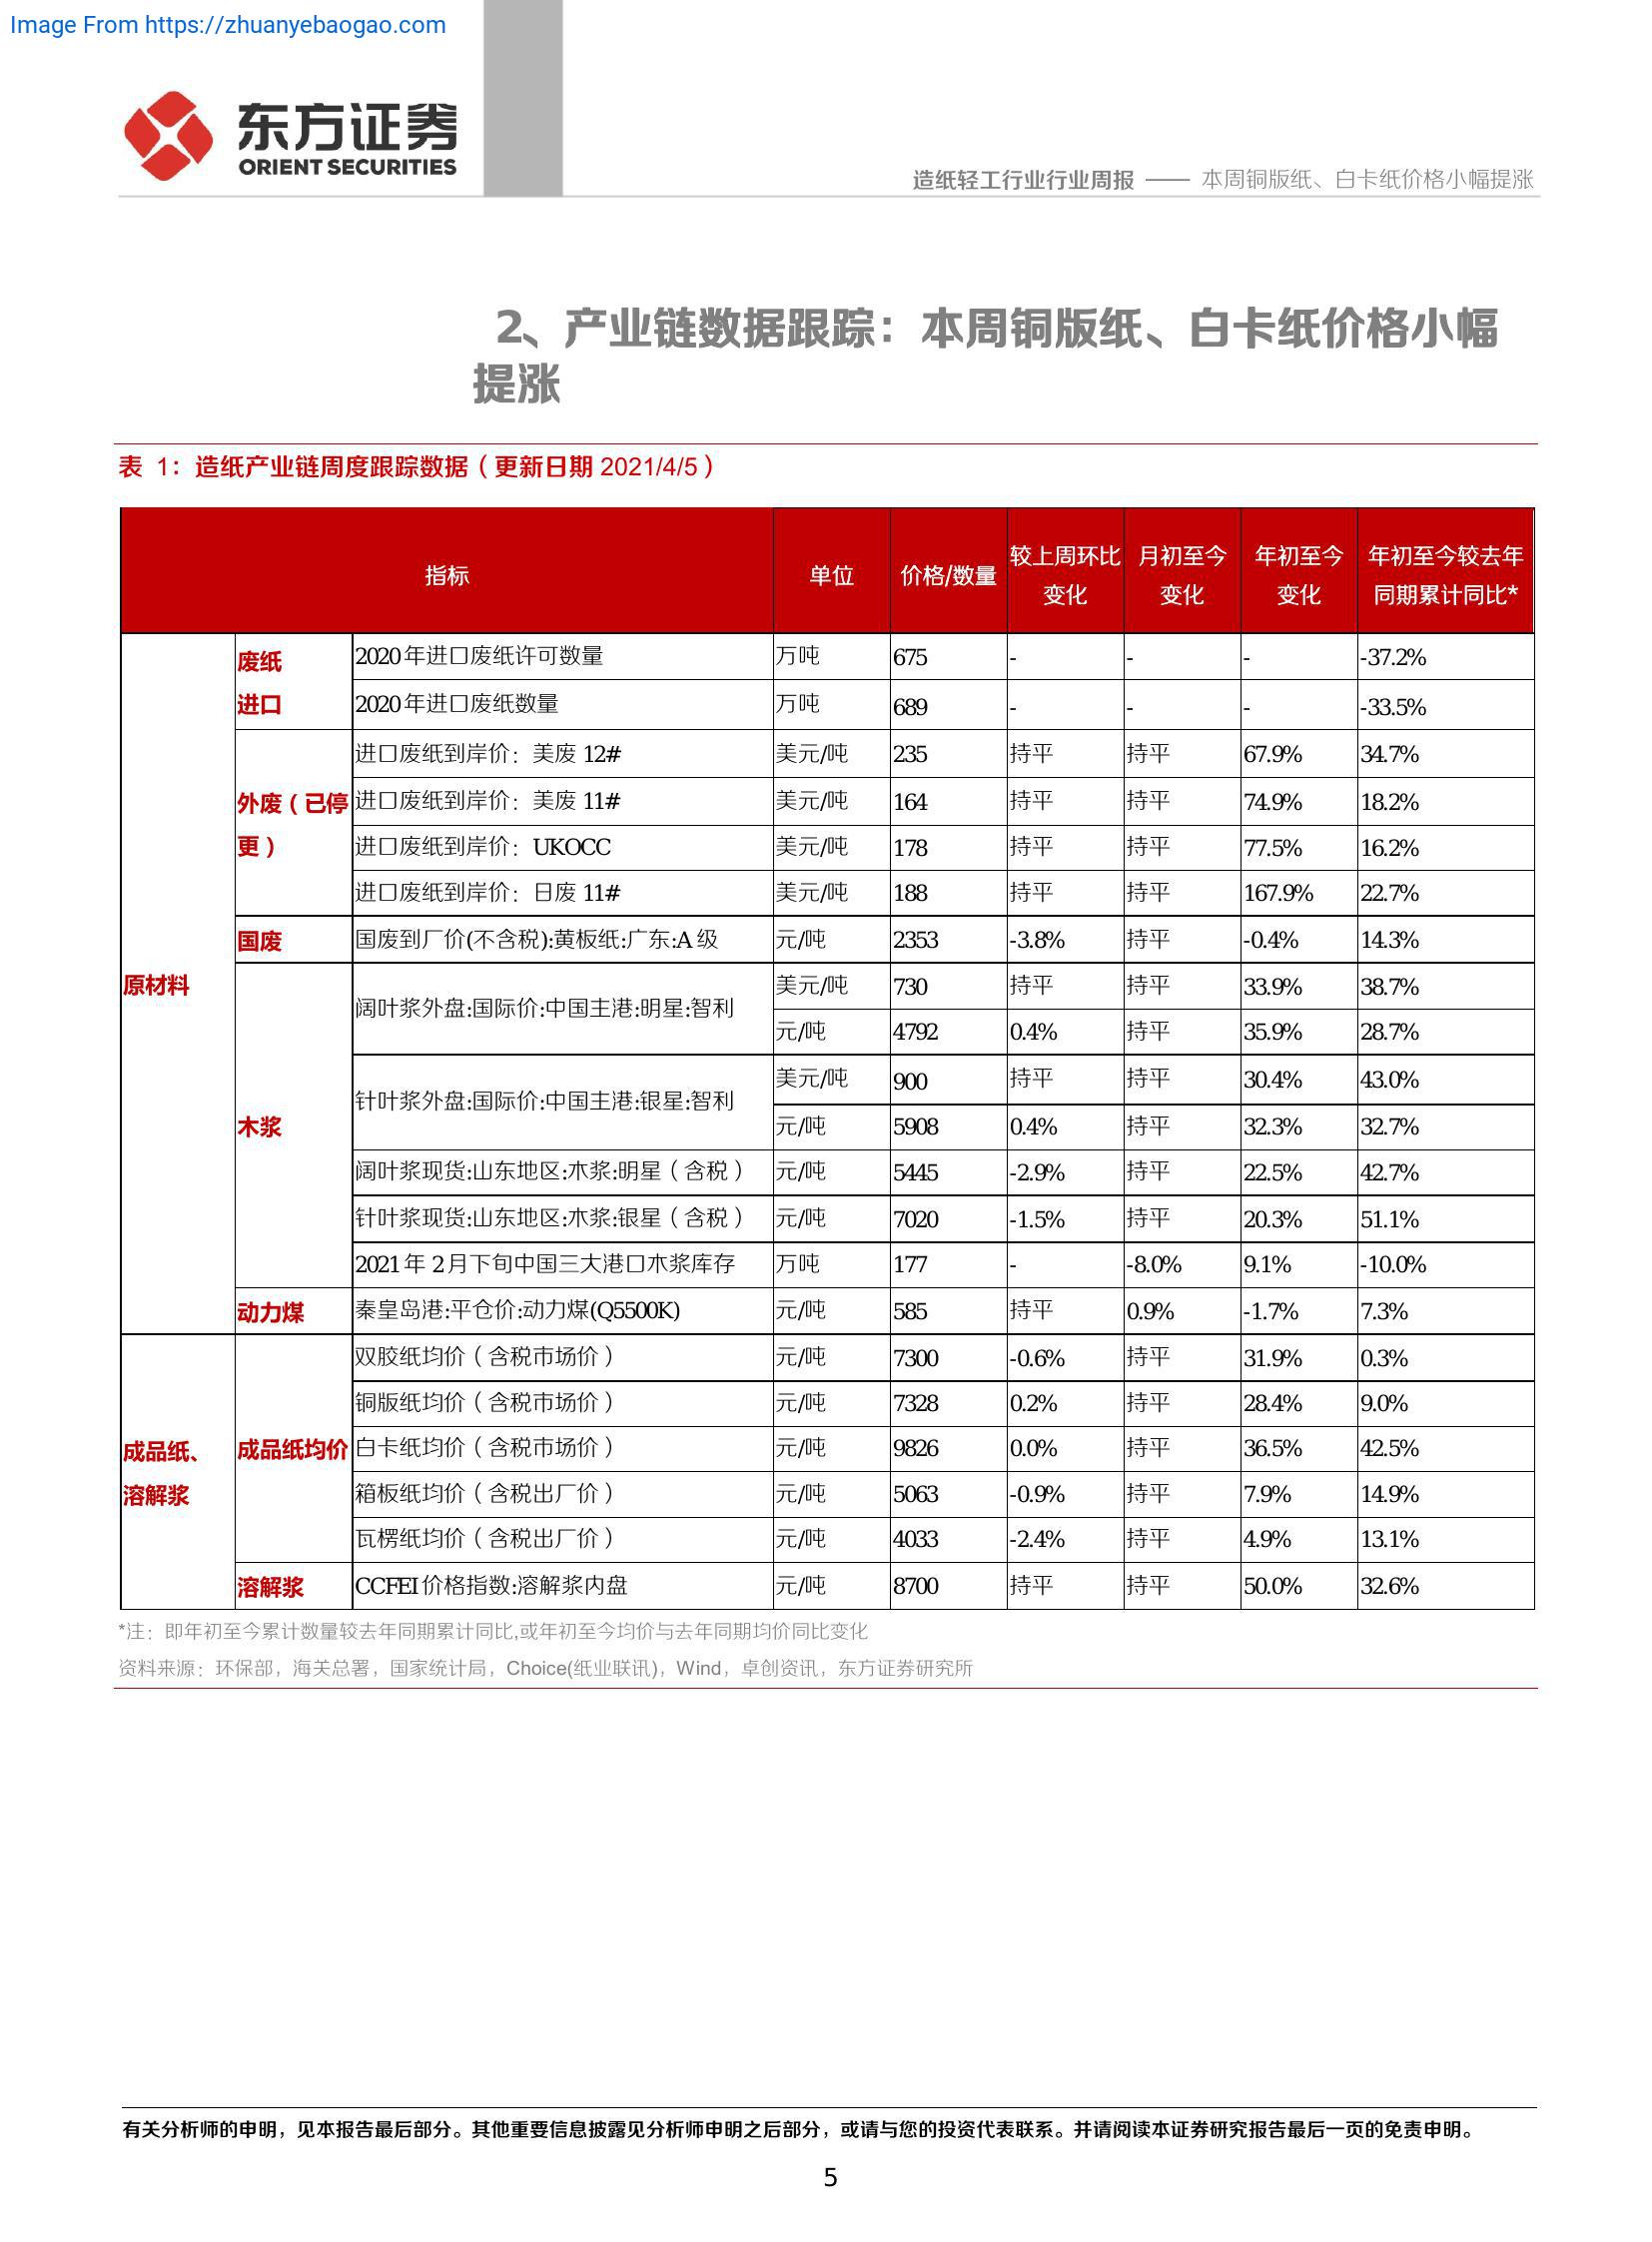 Image From https://zhuanyebaogao.com
东方证券
ORIENT SECURITIES
造纸轻工行业行业周报 —— 本周铜版纸、白卡纸价格小幅提涨
2、产业链数据跟踪：本周铜版纸、白卡纸价格小幅
提涨
表 1：造纸产业链周度跟踪数据（更新日期 2021/4/5）
指标 单位 价格/数量 较上周环比变化 月初至今变化 年初至今变化 年初至今较去年同期累计同比*
原材料
废纸进口
2020 年进口废纸许可数量 万吨 675 - - - -37.2%
2020 年进口废纸数量 万吨 689 - - - -33.5%
外废（已停更）
进口废纸到岸价：美废 12# 美元/吨 235 持平 持平 67.9% 34.7%
进口废纸到岸价：美废 11# 美元/吨 164 持平 持平 74.9% 18.2%
进口废纸到岸价：UKOCC 美元/吨 178 持平 持平 77.5% 16.2%
进口废纸到岸价：日废 11# 美元/吨 188 持平 持平 167.9% 22.7%
国废 国废到厂价(不含税):黄板纸:广东:A 级 元/吨 2353 -3.8% 持平 -0.4% 14.3%
木浆
阔叶浆外盘:国际价:中国主港:明星:智利 美元/吨 730 持平 持平 33.9% 38.7%
元/吨 4792 0.4% 持平 35.9% 28.7%
针叶浆外盘:国际价:中国主港:银星:智利 美元/吨 900 持平 持平 30.4% 43.0%
元/吨 5908 0.4% 持平 32.3% 32.7%
阔叶浆现货:山东地区:木浆:明星（含税） 元/吨 5445 -2.9% 持平 22.5% 42.7%
针叶浆现货:山东地区:木浆:银星（含税） 元/吨 7020 -1.5% 持平 20.3% 51.1%
2021 年 2 月下旬中国三大港口木浆库存 万吨 177 - -8.0% 9.1% -10.0%
动力煤 秦皇岛港:平仓价:动力煤(Q5500K) 元/吨 585 持平 0.9% -1.7% 7.3%
成品纸、溶解浆
成品纸均价
双胶纸均价（含税市场价） 元/吨 7300 -0.6% 持平 31.9% 0.3%
铜版纸均价（含税市场价） 元/吨 7328 0.2% 持平 28.4% 9.0%
白卡纸均价（含税市场价） 元/吨 9826 0.0% 持平 36.5% 42.5%
箱板纸均价（含税出厂价） 元/吨 5063 -0.9% 持平 7.9% 14.9%
瓦楞纸均价（含税出厂价） 元/吨 4033 -2.4% 持平 4.9% 13.1%
溶解浆 CCFEI 价格指数:溶解浆内盘 元/吨 8700 持平 持平 50.0% 32.6%
*注：即年初至今累计数量较去年同期累计同比,或年初至今均价与去年同期均价同比变化
资料来源：环保部，海关总署，国家统计局，Choice(纸业联讯)，Wind，卓创资讯，东方证券研究所
有关分析师的申明，见本报告最后部分。其他重要信息披露见分析师申明之后部分，或请与您的投资代表联系。并请阅读本证券研究报告最后一页的免责申明。
5